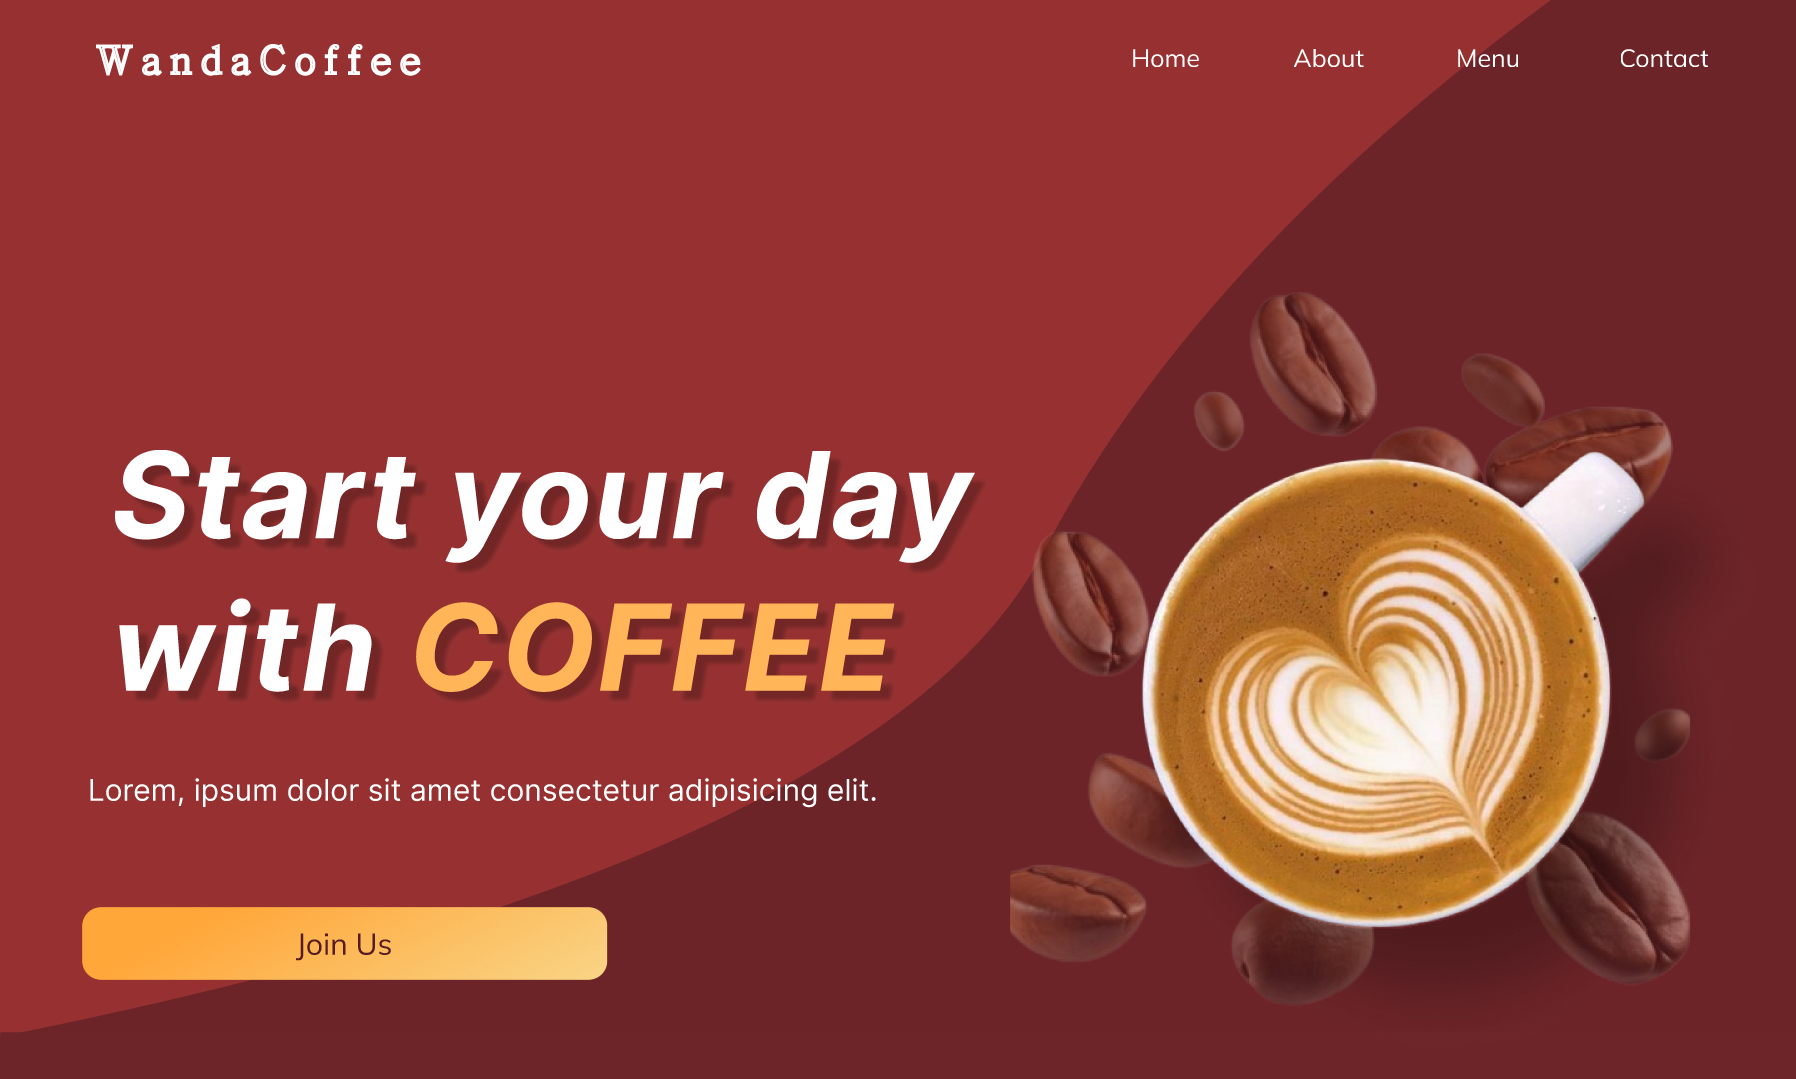 WandaCoffee
Home About Menu Contact
Start your day
with COFFEE
Lorem, ipsum dolor sit amet consectetur adipisicing elit.
Join Us